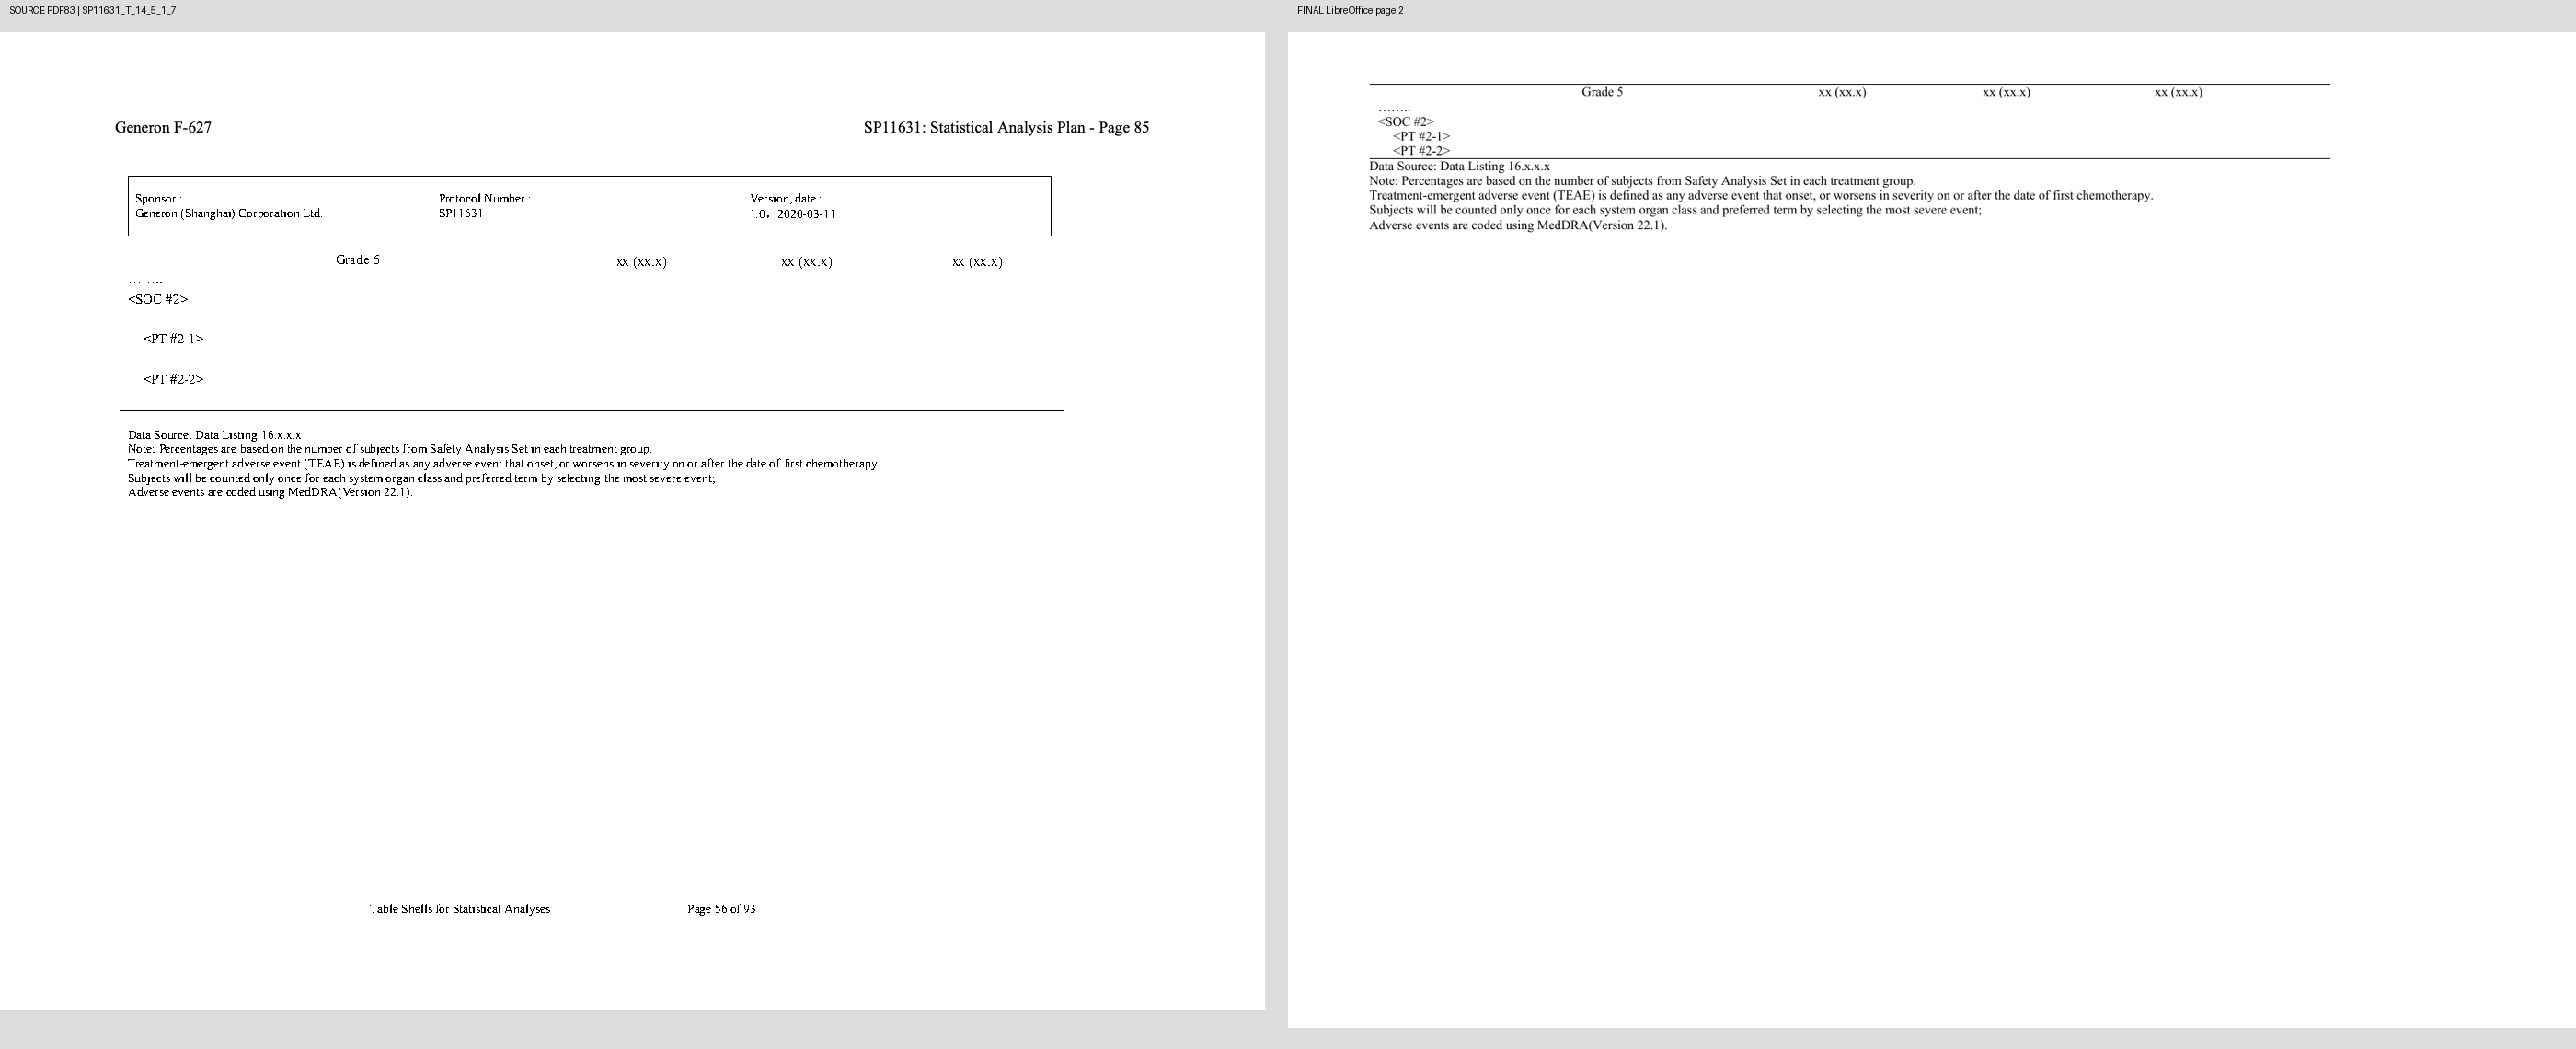 SOURCE PDF83 | SP11631_T_14_5_1_7
Generon F-627
SP11631: Statistical Analysis Plan - Page 85
Sponsor :
Generon (Shanghai) Corporation Ltd.
Protocol Number :
SP11631
Version, date :
1.0，2020-03-11
Grade 5 xx (xx.x) xx (xx.x) xx (xx.x)
……..
<SOC #2>
<PT #2-1>
<PT #2-2>
Data Source: Data Listing 16.x.x.x
Note: Percentages are based on the number of subjects from Safety Analysis Set in each treatment group.
Treatment-emergent adverse event (TEAE) is defined as any adverse event that onset, or worsens in severity on or after the date of first chemotherapy.
Subjects will be counted only once for each system organ class and preferred term by selecting the most severe event;
Adverse events are coded using MedDRA(Version 22.1).
Table Shells for Statistical Analyses Page 56 of 93
FINAL LibreOffice page 2
Grade 5 xx (xx.x) xx (xx.x) xx (xx.x)
……..
<SOC #2>
<PT #2-1>
<PT #2-2>
Data Source: Data Listing 16.x.x.x
Note: Percentages are based on the number of subjects from Safety Analysis Set in each treatment group.
Treatment-emergent adverse event (TEAE) is defined as any adverse event that onset, or worsens in severity on or after the date of first chemotherapy.
Subjects will be counted only once for each system organ class and preferred term by selecting the most severe event;
Adverse events are coded using MedDRA(Version 22.1).